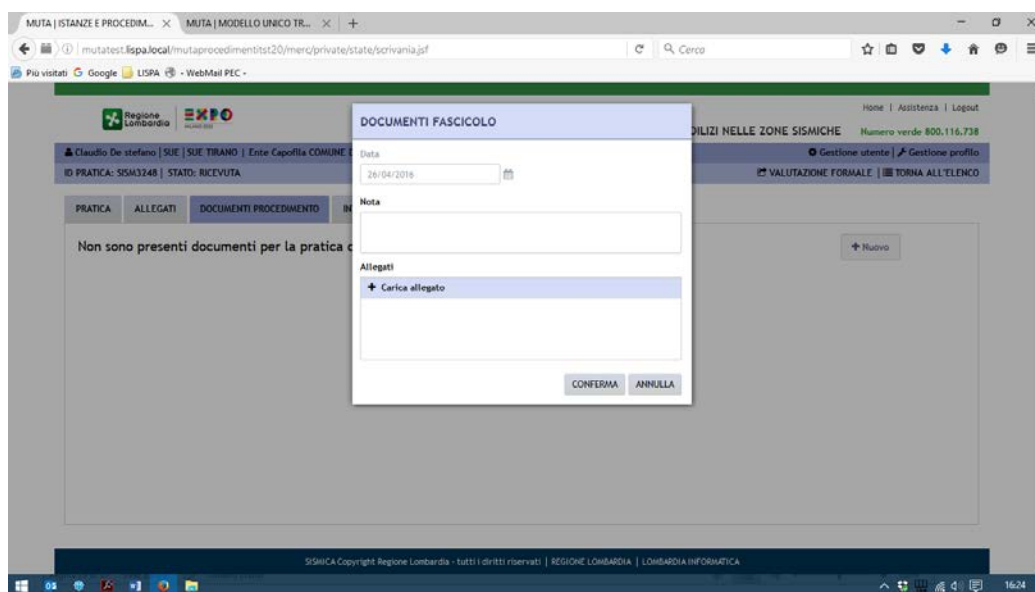 MUTA | ISTANZE E PROCEDIM...
MUTA | MODELLO UNICO TR...
mutatest.lispa.local/mutaprocedimentitst20/merc/private/state/scrivania.jsf
Cerca
Più visitati Google LISPA - WebMail PEC -
Home | Assistenza | Logout
Regione Lombardia
EXPO
MILANO 2015
DILIZI NELLE ZONE SISMICHE
Numero verde 800.116.738
Claudio De stefano | SUE | SUE TIRANO | Ente Capofila COMUNE D
Gestione utente | Gestione profilo
ID PRATICA: SISM3248 | STATO: RICEVUTA
VALUTAZIONE FORMALE | TORNA ALL'ELENCO
PRATICA ALLEGATI DOCUMENTI PROCEDIMENTO IN
Non sono presenti documenti per la pratica c
+ Nuovo
DOCUMENTI FASCICOLO
Data
26/04/2016
Nota
Allegati
+ Carica allegato
CONFERMA ANNULLA
SISMICA Copyright Regione Lombardia - tutti i diritti riservati | REGIONE LOMBARDIA | LOMBARDIA INFORMATICA
16:24